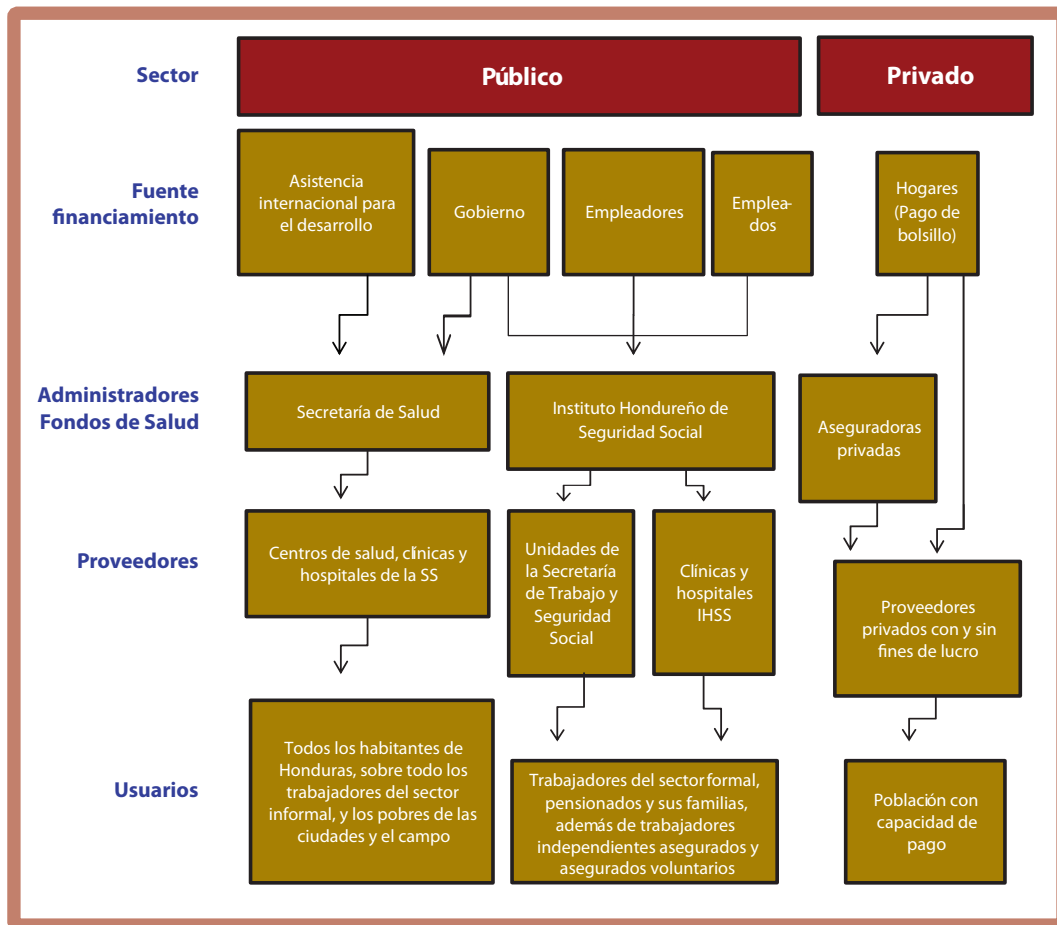 Sector
Público
Privado
Fuente
financiamiento
Asistencia
internacional para
el desarrollo
Gobierno
Empleadores
Emplea-
dos
Hogares
(Pago de
bolsillo)
Administradores
Fondos de Salud
Secretaría de Salud
Instituto Hondureño de
Seguridad Social
Aseguradoras
privadas
Proveedores
Centros de salud, clínicas y
hospitales de la SS
Unidades de
la Secretaría
de Trabajo y
Seguridad
Social
Clínicas y
hospitales
IHSS
Proveedores
privados con y sin
fines de lucro
Usuarios
Todos los habitantes de
Honduras, sobre todo los
trabajadores del sector
informal, y los pobres de las
ciudades y el campo
Trabajadores del sector formal,
pensionados y sus familias,
además de trabajadores
independientes asegurados y
asegurados voluntarios
Población con
capacidad de
pago